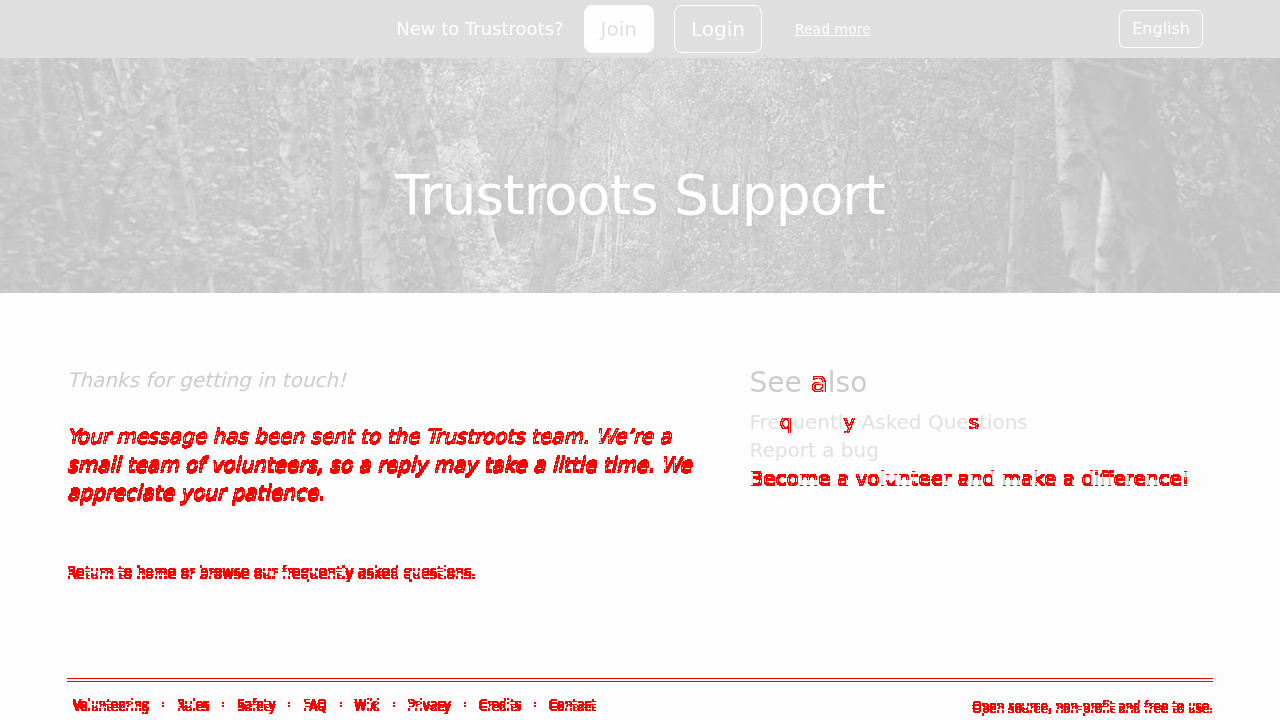 New to Trustroots? Join Login Read more English
Trustroots Support
Thanks for getting in touch!
Your message has been sent to the Trustroots team. We're a
small team of volunteers, so a reply may take a little time. We
appreciate your patience.
Return to home or browse our frequently asked questions.
See also
Frequently Asked Questions
Report a bug
Become a volunteer and make a difference!
Volunteering · Rules · Safety · FAQ · Wiki · Privacy · Credits · Contact
Open source, non-profit and free to use.